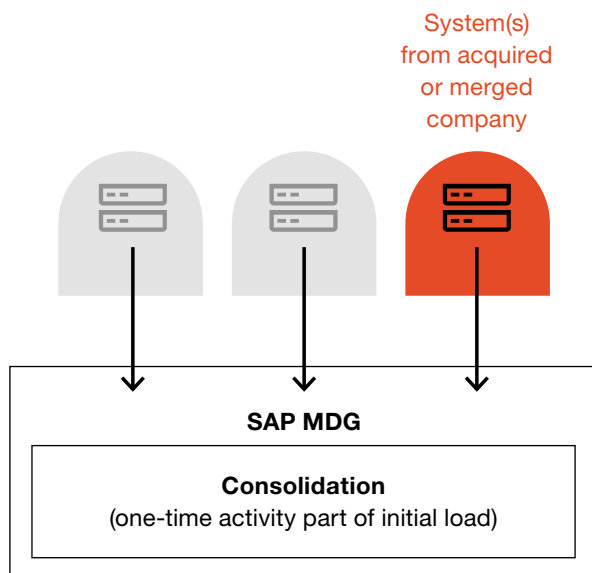 System(s)
from acquired
or merged
company
SAP MDG
Consolidation
(one-time activity part of initial load)